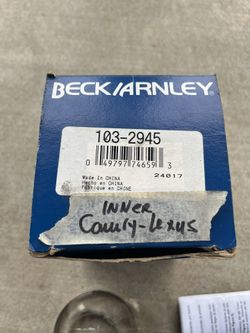 BECK/ARNLEY
103-2945
0 49797 74659 3
Made In CHINA
Hecho en CHINA
Fabriqué en CHINE
24017
INNER
Camry-Lexus